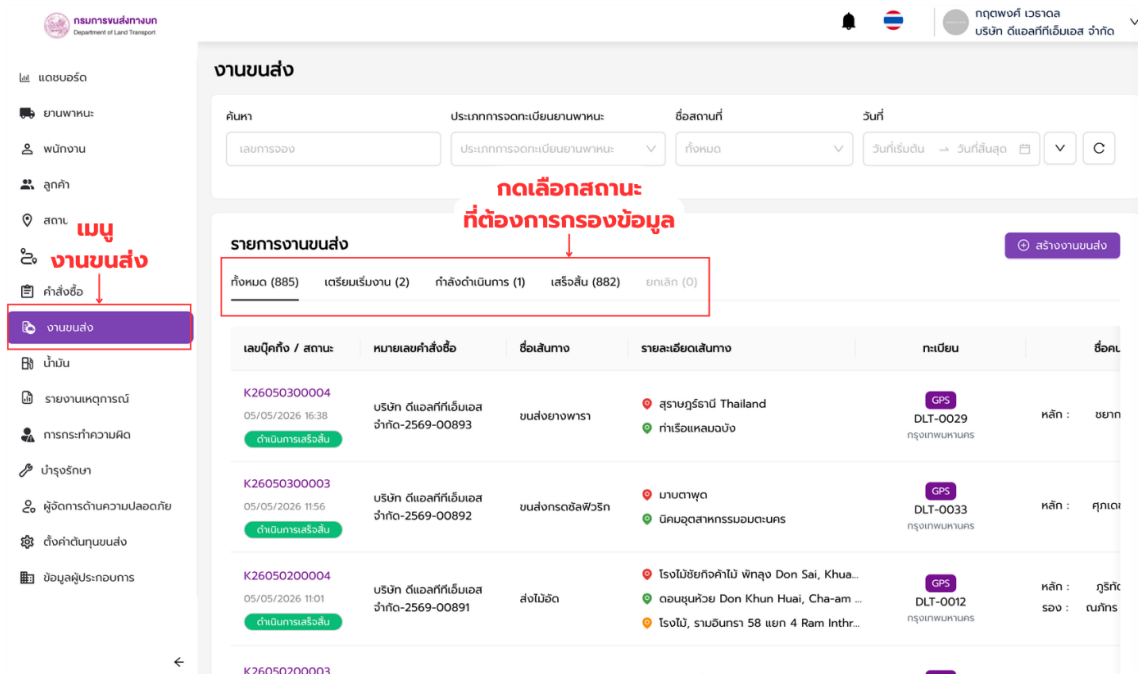 กรมการขนส่งทางบก
Department of Land Transport
กฤตพงศ์ เวราดล
บริษัท ดีแอลทีทีเอ็มเอส จำกัด
แดชบอร์ด
ยานพาหนะ
พนักงาน
ลูกค้า
เมนู
งานขนส่ง
คำสั่งซื้อ
งานขนส่ง
น้ำมัน
รายงานเหตุการณ์
การกระทำความผิด
บำรุงรักษา
ผู้จัดการด้านความปลอดภัย
ตั้งค่าต้นทุนขนส่ง
ข้อมูลผู้ประกอบการ
งานขนส่ง
ค้นหา ประเภทการจดทะเบียนยานพาหนะ ชื่อสถานที่ วันที่
เลขการจอง ประเภทการจดทะเบียนยานพาหนะ ทั้งหมด วันที่เริ่มต้น → วันที่สิ้นสุด
กดเลือกสถานะ
ที่ต้องการกรองข้อมูล
รายการงานขนส่ง สร้างงานขนส่ง
ทั้งหมด (885) เตรียมเริ่มงาน (2) กำลังดำเนินการ (1) เสร็จสิ้น (882) ยกเลิก (0)
เลขบุ๊คกิ้ง / สถานะ หมายเลขคำสั่งซื้อ ชื่อเส้นทาง รายละเอียดเส้นทาง ทะเบียน
K26050300004
05/05/2026 16:38
ดำเนินการเสร็จสิ้น
บริษัท ดีแอลทีทีเอ็มเอส
จำกัด-2569-00893
ขนส่งยางพารา
สุราษฎร์ธานี Thailand
ท่าเรือแหลมฉบัง
GPS
DLT-0029
กรุงเทพมหานคร
หลัก :
K26050300003
05/05/2026 11:56
ดำเนินการเสร็จสิ้น
บริษัท ดีแอลทีทีเอ็มเอส
จำกัด-2569-00892
ขนส่งกรดซัลฟิวริก
มาบตาพุด
นิคมอุตสาหกรรมอมตะนคร
GPS
DLT-0033
กรุงเทพมหานคร
หลัก :
K26050200004
05/05/2026 11:01
ดำเนินการเสร็จสิ้น
บริษัท ดีแอลทีทีเอ็มเอส
จำกัด-2569-00891
ส่งไม้อัด
โรงไม้ชัยกิจค้าไม้ พัทลุง Don Sai, Khua...
ดอนขุนห้วย Don Khun Huai, Cha-am ...
โรงไม้, รามอินทรา 58 แยก 4 Ram Inthr...
GPS
DLT-0012
กรุงเทพมหานคร
หลัก :
รอง : ณภัทร
K26050200003